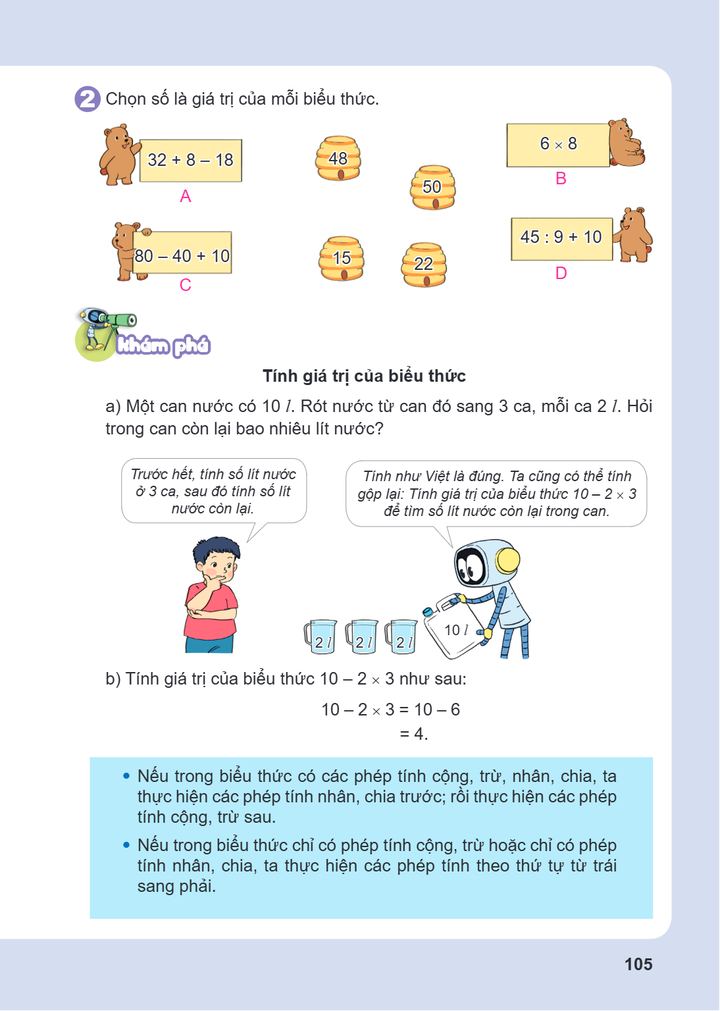 2 Chọn số là giá trị của mỗi biểu thức.
32 + 8 – 18
A
48
50
6 × 8
B
80 – 40 + 10
C
15
22
45 : 9 + 10
D
khám phá
Tính giá trị của biểu thức
a) Một can nước có 10 l. Rót nước từ can đó sang 3 ca, mỗi ca 2 l. Hỏi
trong can còn lại bao nhiêu lít nước?
Trước hết, tính số lít nước
ở 3 ca, sau đó tính số lít
nước còn lại.
Tính như Việt là đúng. Ta cũng có thể tính
gộp lại: Tính giá trị của biểu thức 10 – 2 × 3
để tìm số lít nước còn lại trong can.
2 l
2 l
2 l
10 l
b) Tính giá trị của biểu thức 10 – 2 × 3 như sau:
10 – 2 × 3 = 10 – 6
= 4.
• Nếu trong biểu thức có các phép tính cộng, trừ, nhân, chia, ta
thực hiện các phép tính nhân, chia trước; rồi thực hiện các phép
tính cộng, trừ sau.
• Nếu trong biểu thức chỉ có phép tính cộng, trừ hoặc chỉ có phép
tính nhân, chia, ta thực hiện các phép tính theo thứ tự từ trái
sang phải.
105